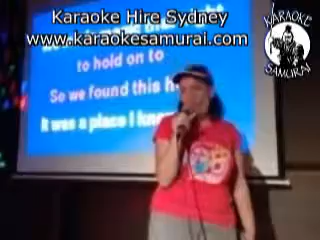 Karaoke Hire Sydney
www.karaokesamurai.com
KARAOKE
SAMURAI
to hold on to
So we found this
It was a place I